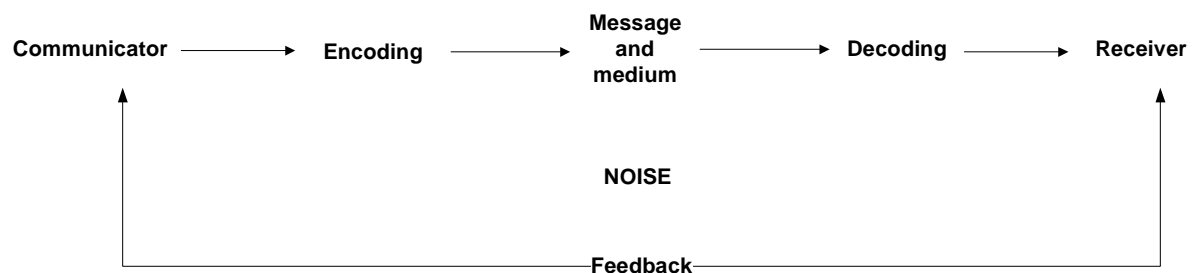 Communicator
Encoding
Message
and
medium
Decoding
Receiver
NOISE
Feedback